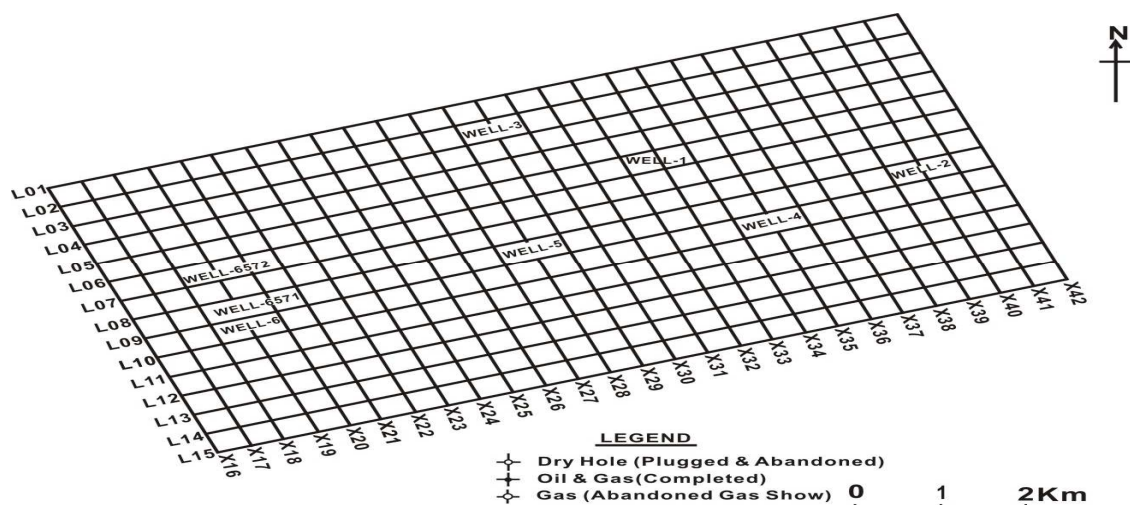 N
WELL-3
WELL-1
WELL-2
WELL-4
WELL-5
WELL-6572
WELL-6571
WELL-6
L01
L02
L03
L04
L05
L06
L07
L08
L09
L10
L11
L12
L13
L14
L15
X16
X17
X18
X19
X20
X21
X22
X23
X24
X25
X26
X27
X28
X29
X30
X31
X32
X33
X34
X35
X36
X37
X38
X39
X40
X41
X42
LEGEND
Dry Hole (Plugged & Abandoned)
Oil & Gas(Completed)
Gas (Abandoned Gas Show)
0 1 2Km